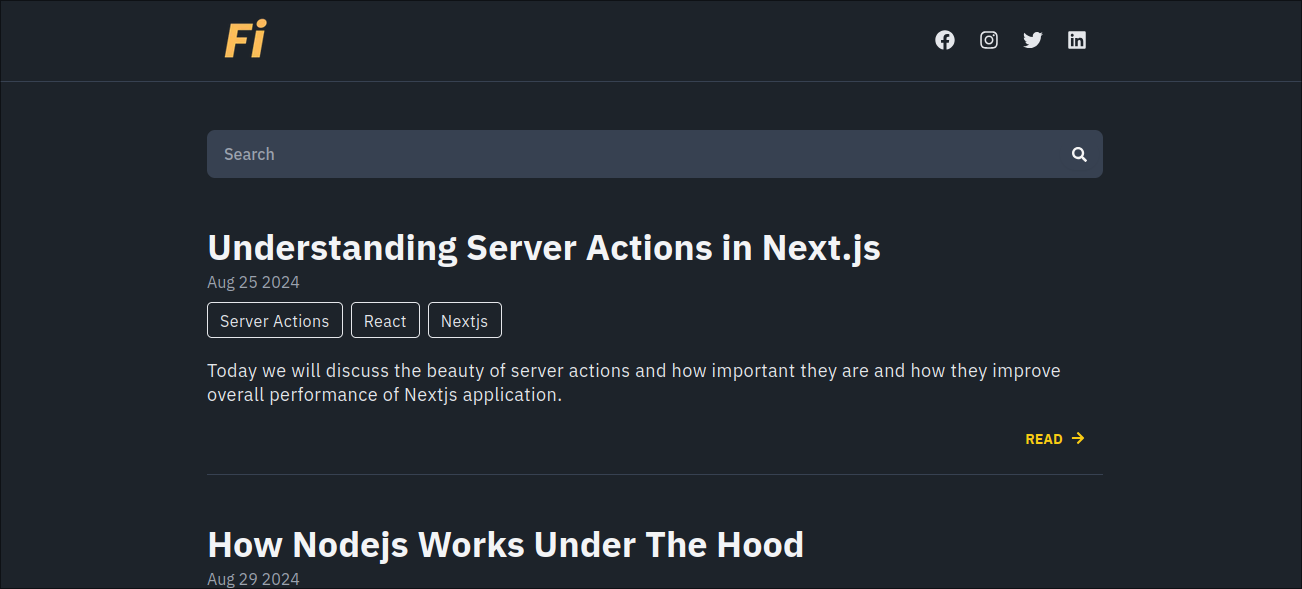 Fi
Search
Understanding Server Actions in Next.js
Aug 25 2024
Server Actions React Nextjs
Today we will discuss the beauty of server actions and how important they are and how they improve
overall performance of Nextjs application.
READ
How Nodejs Works Under The Hood
Aug 29 2024